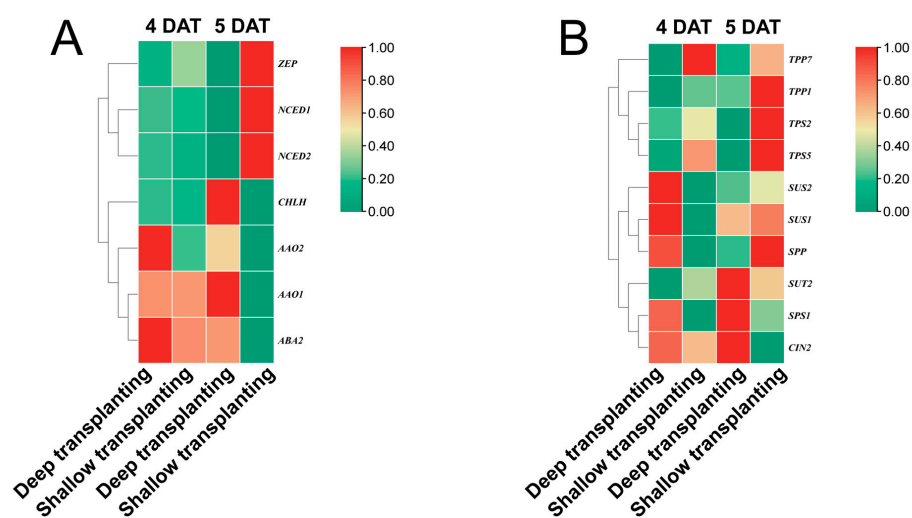 A
4 DAT 5 DAT
ZEP
NCED1
NCED2
CHLH
AAO2
AAO1
ABA2
1.00
0.80
0.60
0.40
0.20
0.00
Deep transplanting
Shallow transplanting
Deep transplanting
Shallow transplanting
B
4 DAT 5 DAT
TPP7
TPP1
TPS2
TPS5
SUS2
SUS1
SPP
SUT2
SPS1
CIN2
1.00
0.80
0.60
0.40
0.20
0.00
Deep transplanting
Shallow transplanting
Deep transplanting
Shallow transplanting